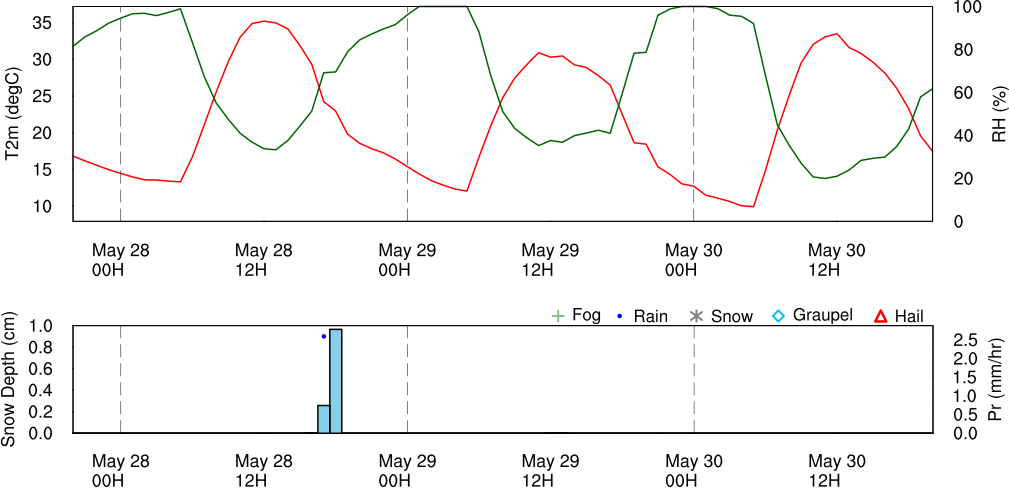 35
30
25
20
15
10
T2m (degC)
100
80
60
40
20
0
RH (%)
May 28 May 28 May 29 May 29 May 30 May 30
00H 12H 00H 12H 00H 12H
Fog Rain Snow Graupel Hail
1.0
0.8
0.6
0.4
0.2
0.0
Snow Depth (cm)
2.5
2.0
1.5
1.0
0.5
0.0
Pr (mm/hr)
May 28 May 28 May 29 May 29 May 30 May 30
00H 12H 00H 12H 00H 12H